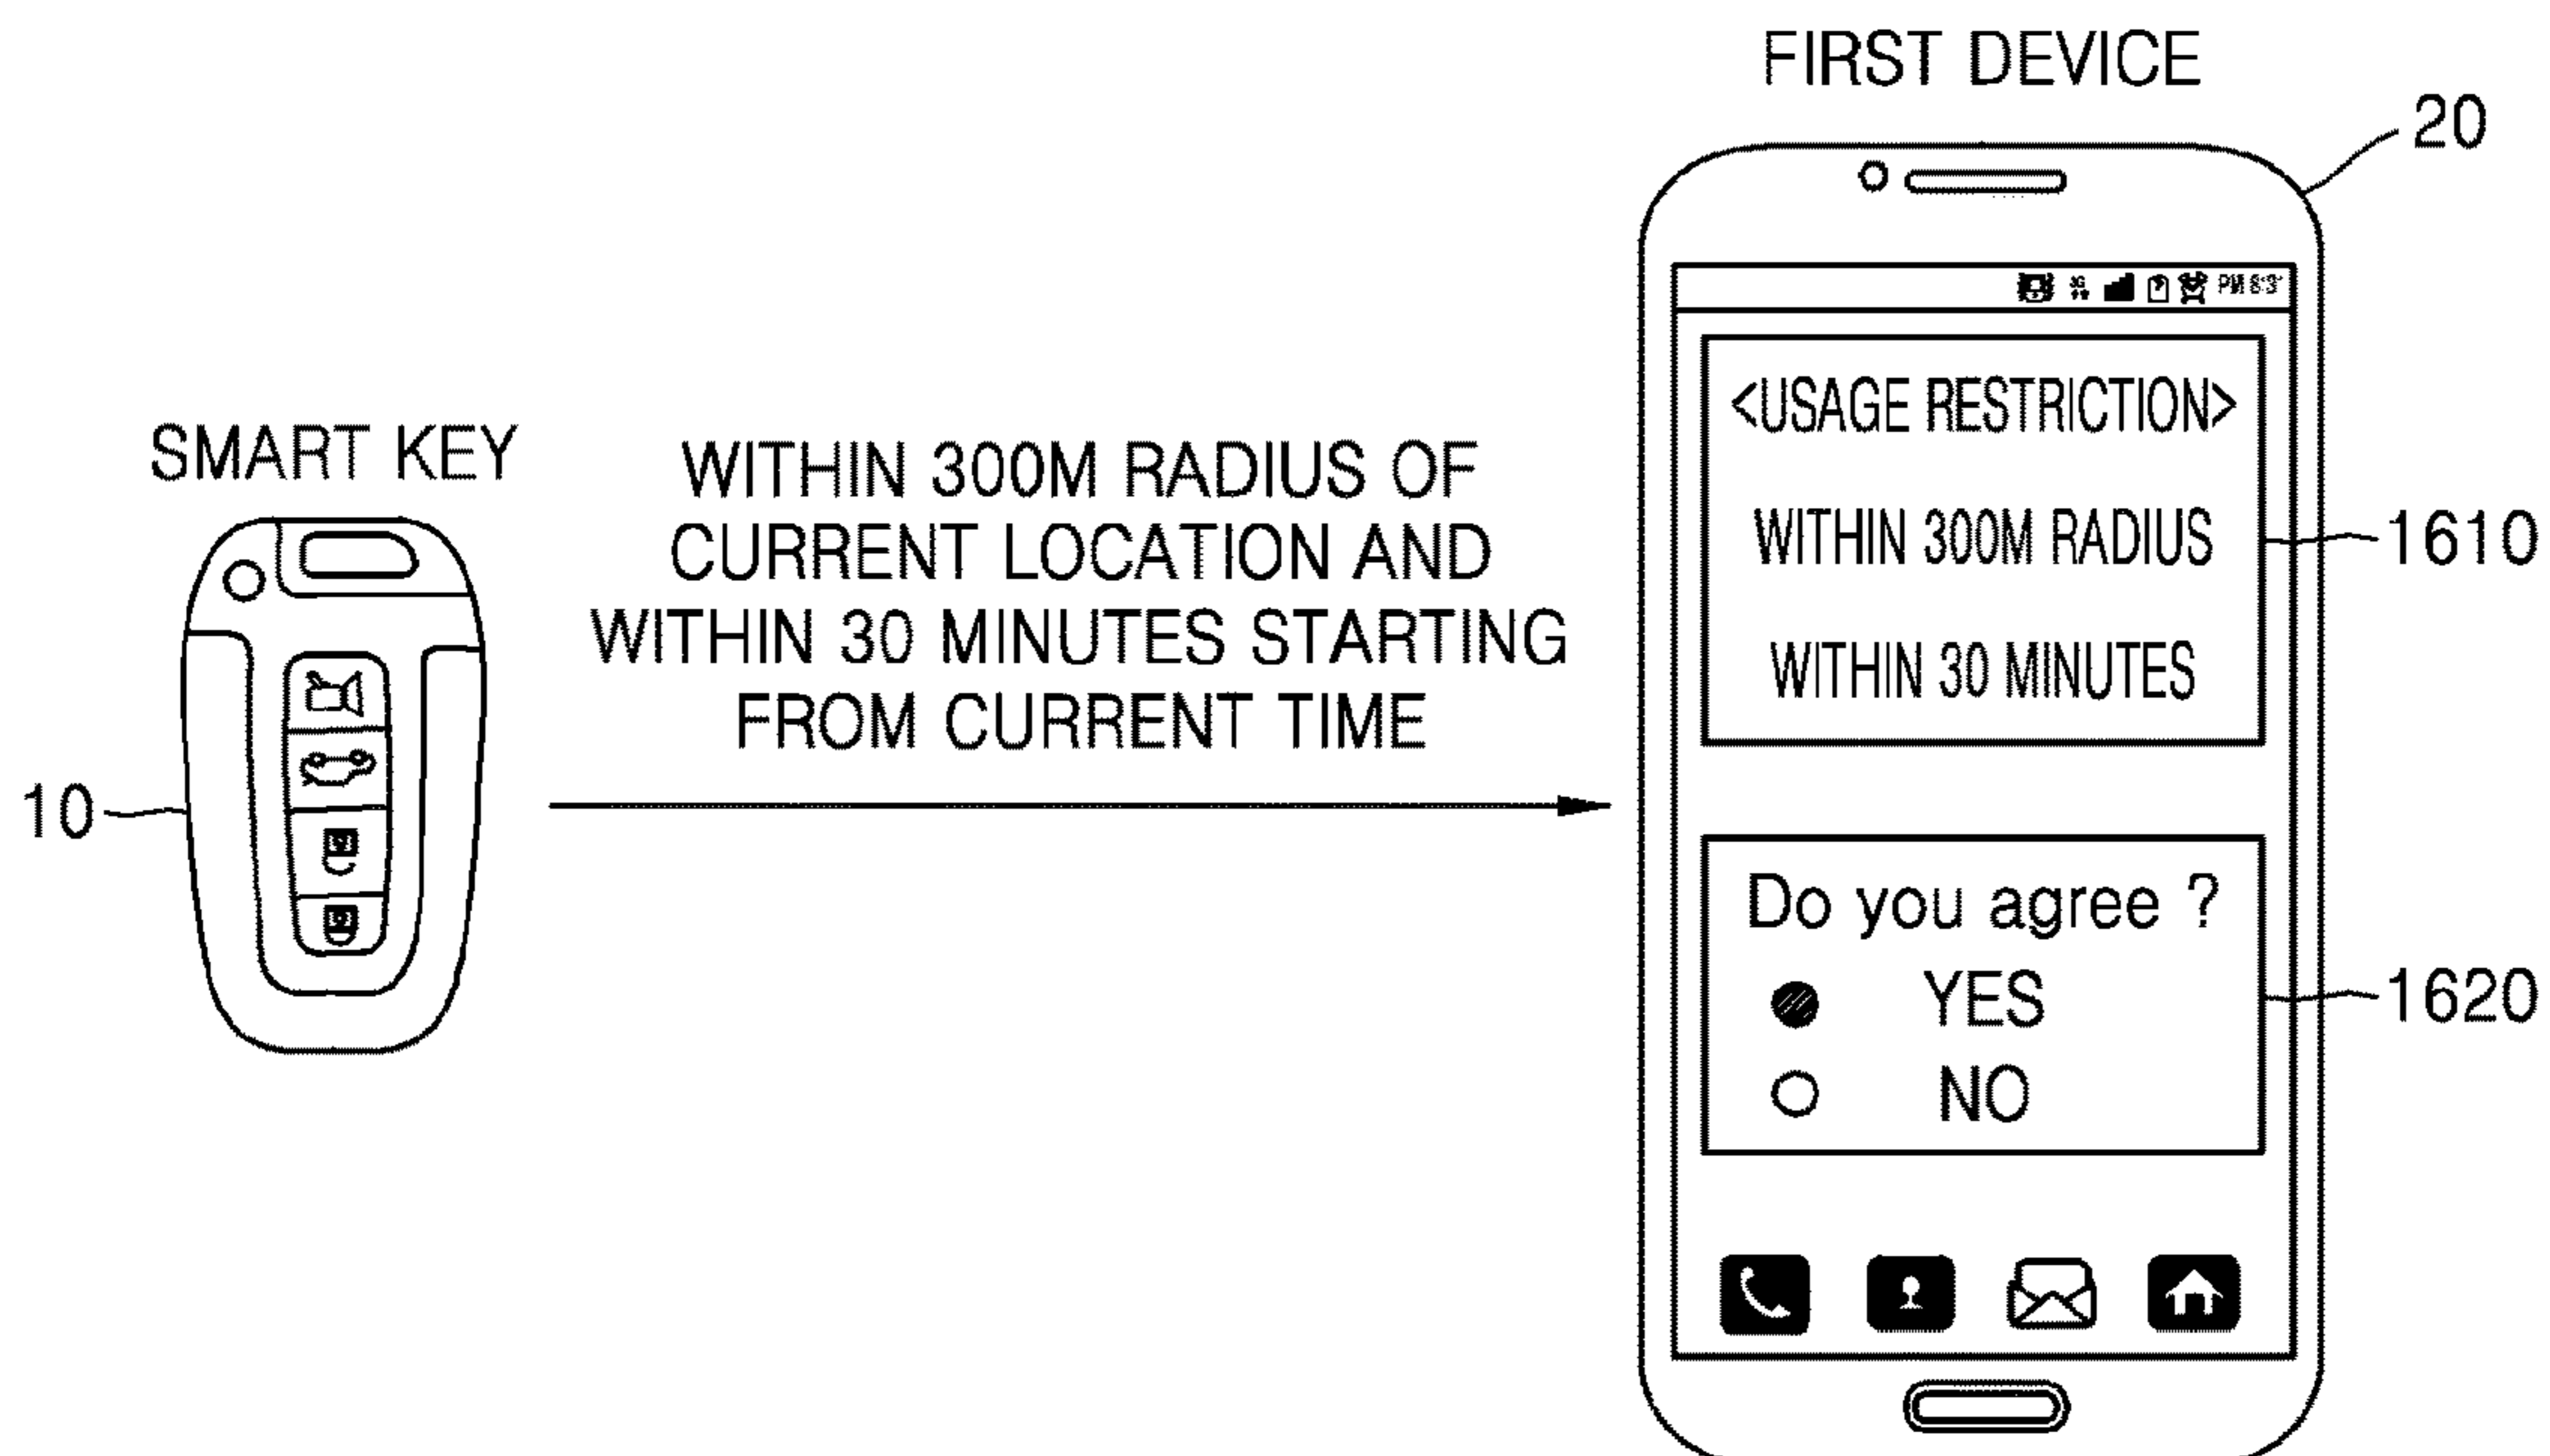 FIRST DEVICE
20
SMART KEY
10
WITHIN 300M RADIUS OF
CURRENT LOCATION AND
WITHIN 30 MINUTES STARTING
FROM CURRENT TIME
PM
<USAGE RESTRICTION>
WITHIN 300M RADIUS
WITHIN 30 MINUTES
1610
Do you agree ?
YES
NO
1620